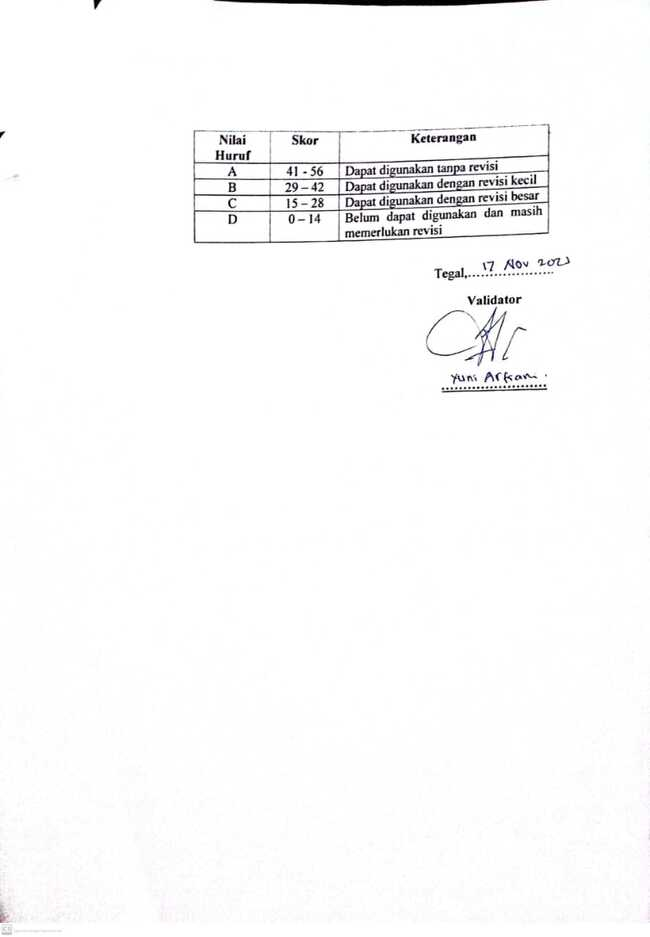 Nilai Huruf Skor Keterangan
A 41 - 56 Dapat digunakan tanpa revisi
B 29 – 42 Dapat digunakan dengan revisi kecil
C 15 – 28 Dapat digunakan dengan revisi besar
D 0 – 14 Belum dapat digunakan dan masih
memerlukan revisi
Tegal, 17 Nov
Validator
Yuni Arfiani.